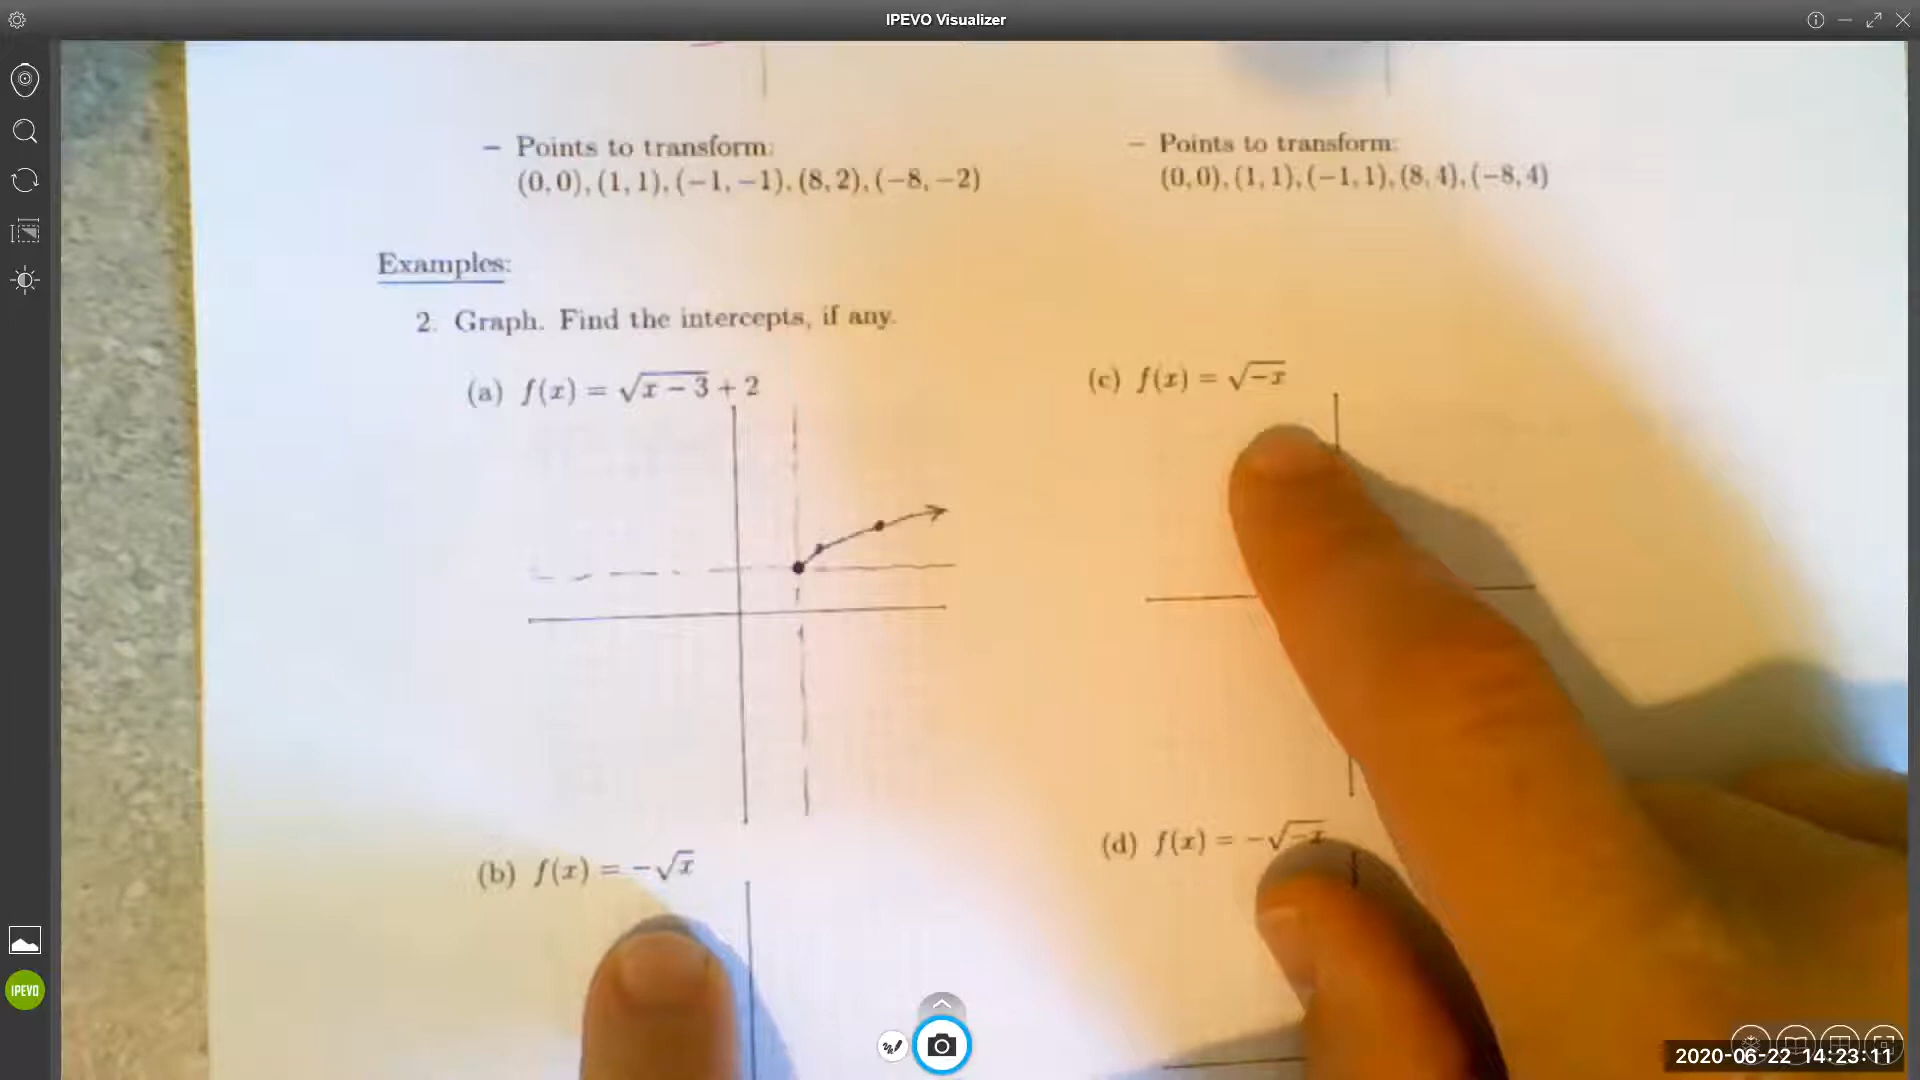 IPEVO Visualizer
– Points to transform:
(0, 0), (1, 1), (−1, −1), (8, 2), (−8, −2)
– Points to transform:
(0, 0), (1, 1), (−1, 1), (8, 4), (−8, 4)
Examples:
2. Graph. Find the intercepts, if any.
(a) f(x) = √(x − 3) + 2
(c) f(x) = √−x
(b) f(x) = −√x
(d) f(x) = −√−x
IPEVO
2020-06-22 14:23:11